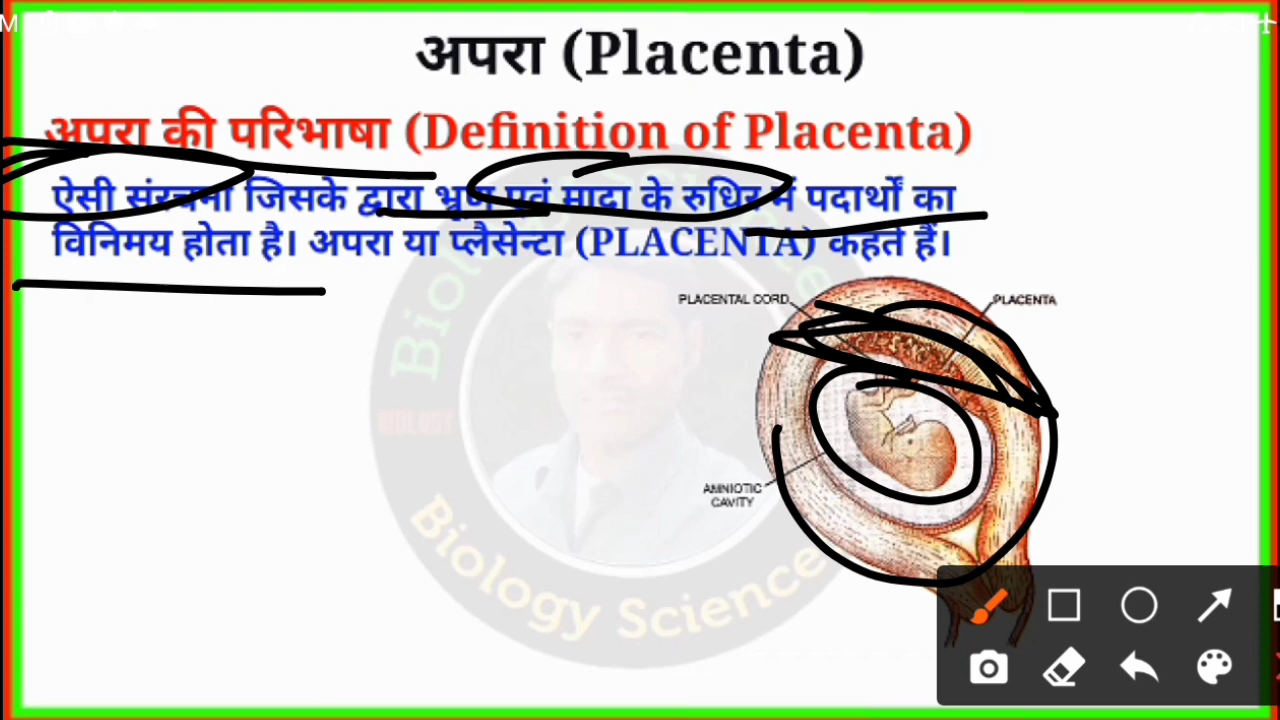 अपरा (Placenta)
अपरा की परिभाषा (Definition of Placenta)
ऐसी संरचना जिसके द्वारा भ्रूण एवं मादा के रुधिर में पदार्थों का
विनिमय होता है। अपरा या प्लैसेन्टा (PLACENTA) कहते हैं।
PLACENTAL CORD
PLACENTA
AMNIOTIC
CAVITY
BIOLOGY
Biology Science